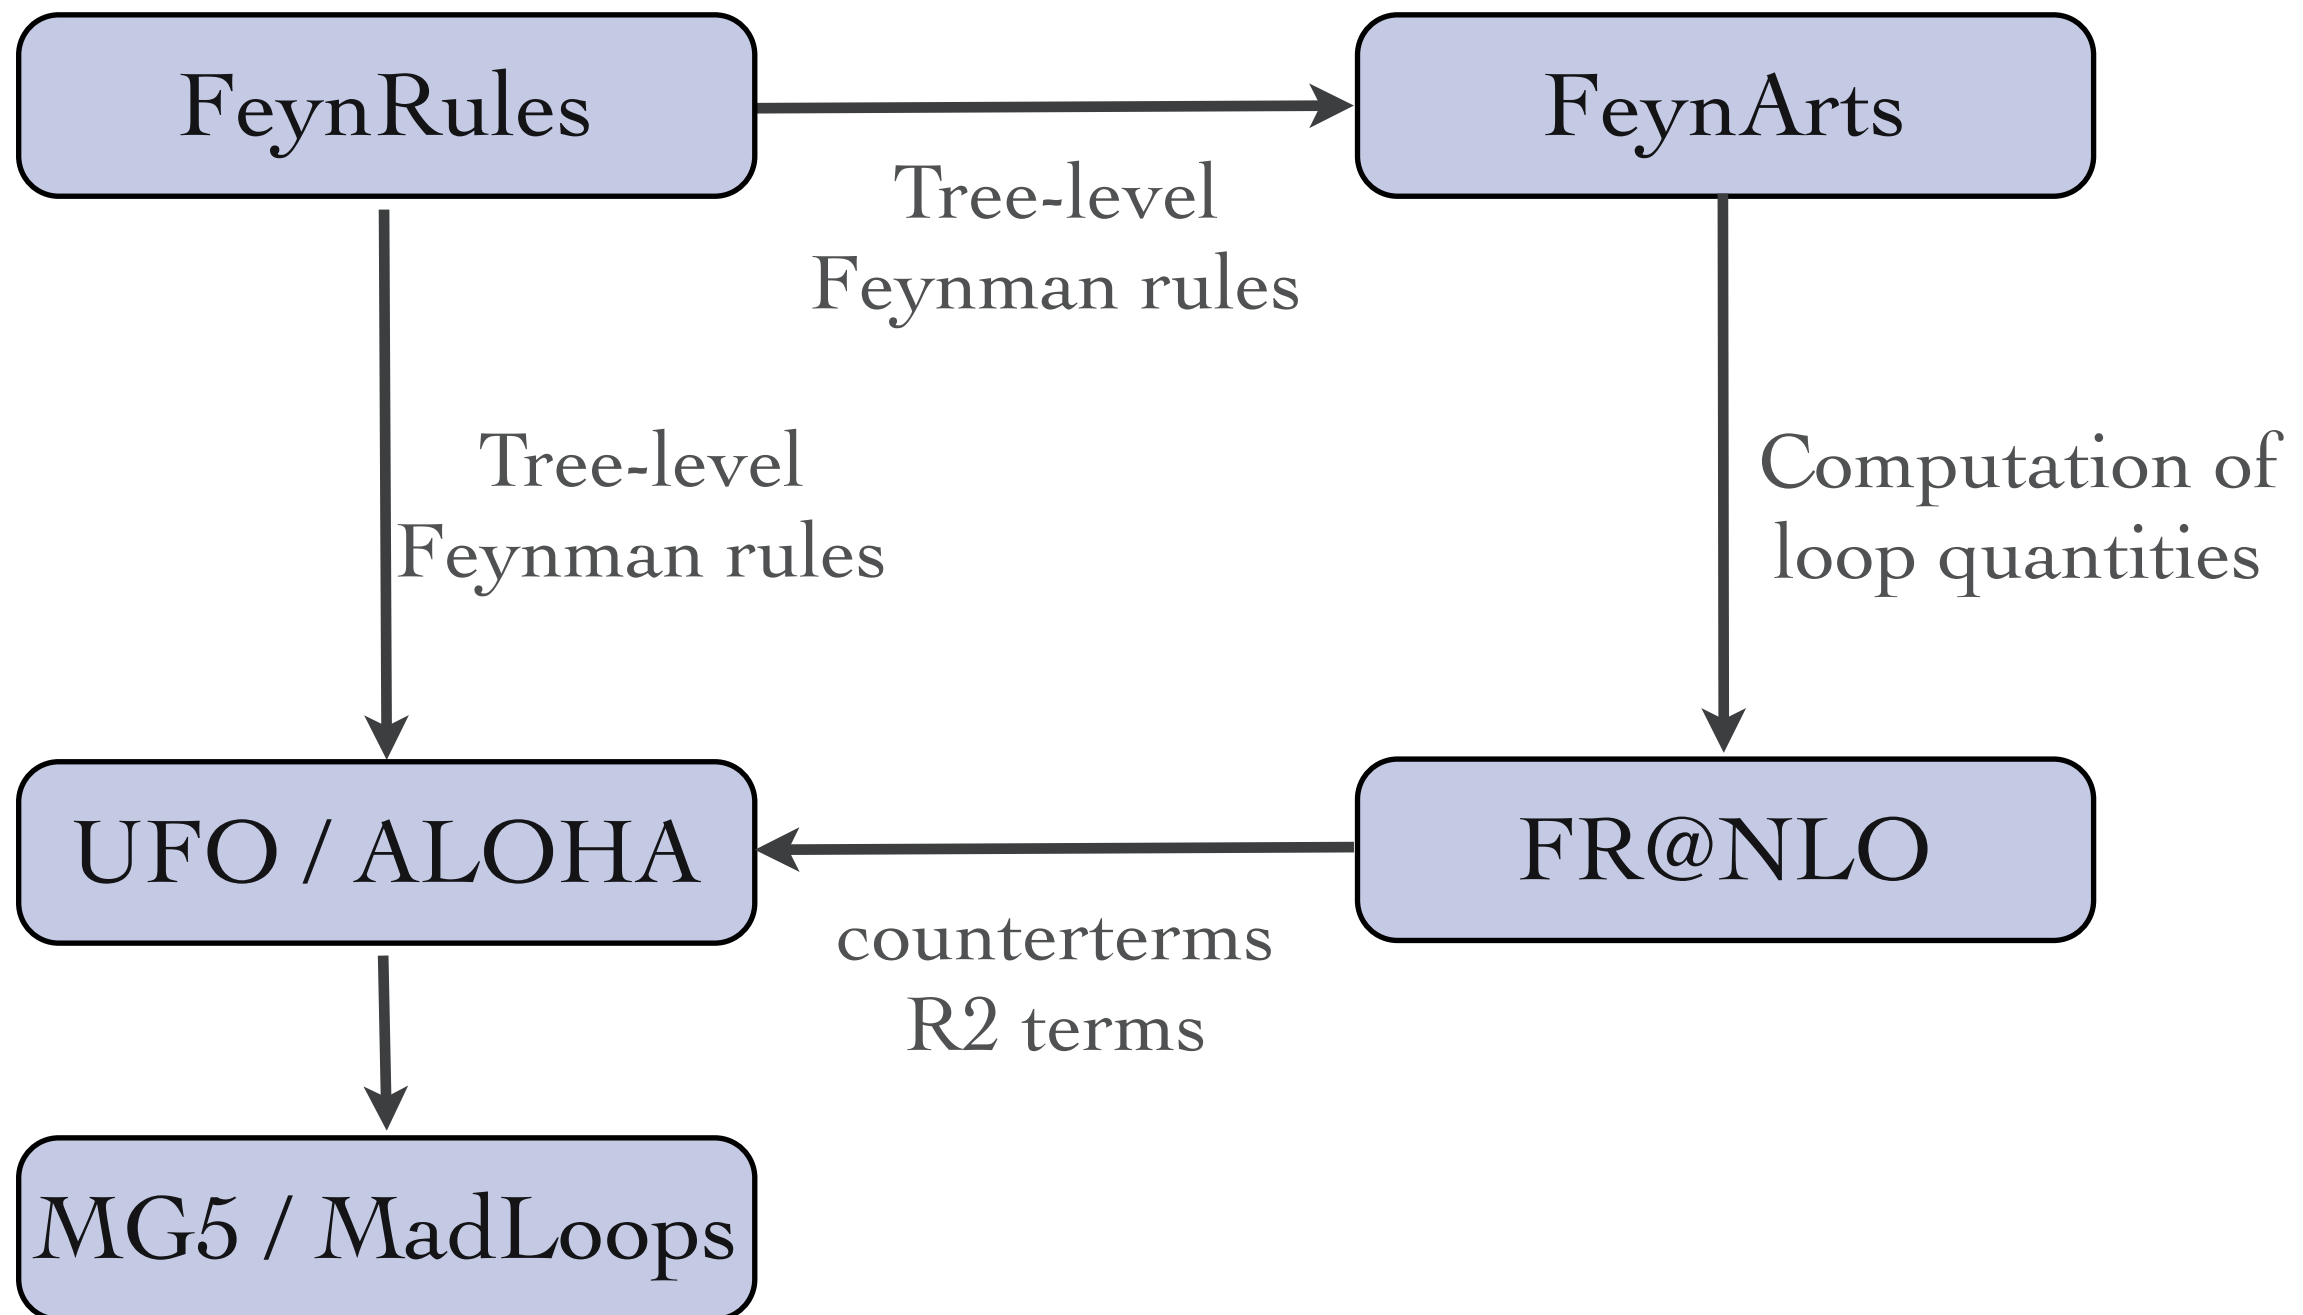 FeynRules
FeynArts
Tree-level
Feynman rules
Tree-level
Feynman rules
Computation of
loop quantities
UFO / ALOHA
FR@NLO
counterterms
R2 terms
MG5 / MadLoops